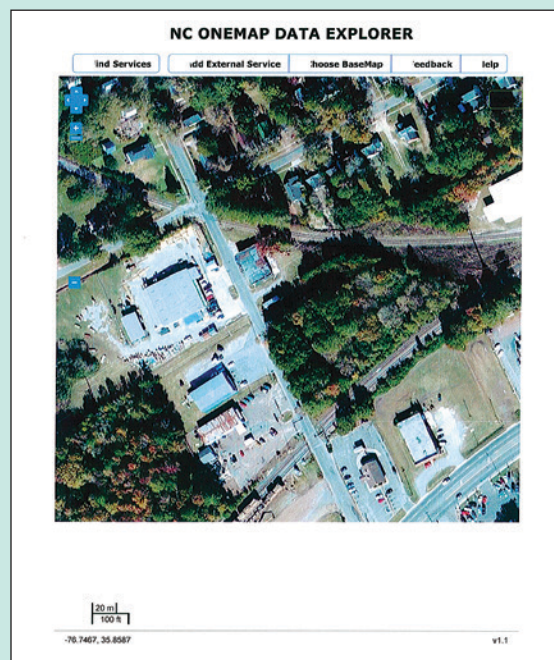 NC ONEMAP DATA EXPLORER
ind Services dd External Service hoose BaseMap eedback elp
+
−
20 m
100 ft
-76.7467, 35.8587 v1.1